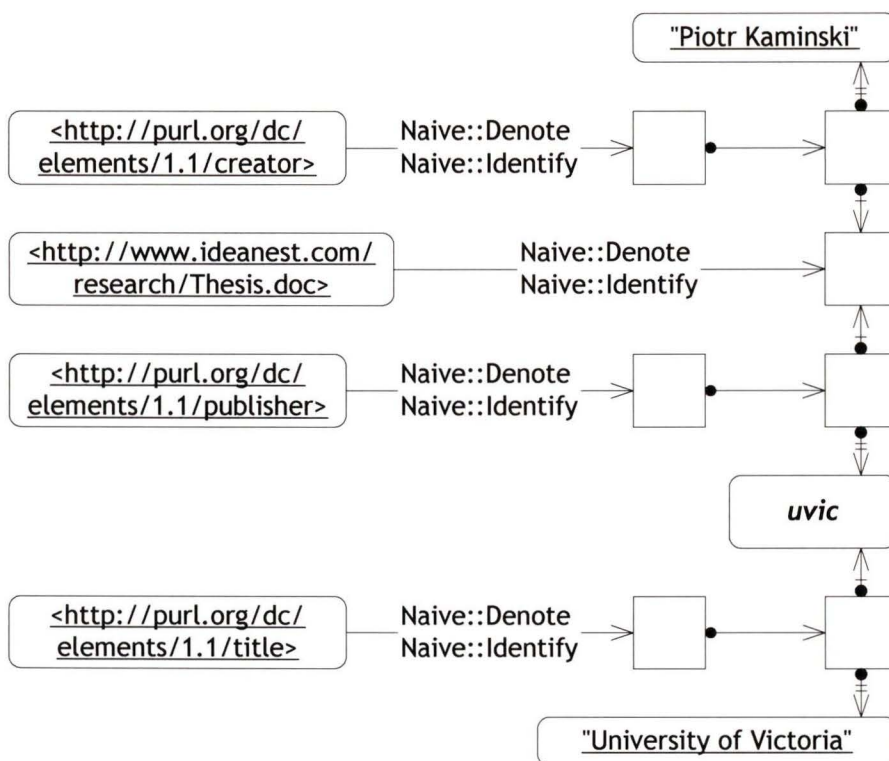 "Piotr Kaminski"
<http://purl.org/dc/
elements/1.1/creator>
Naive::Denote
Naive::Identify
<http://www.ideanest.com/
research/Thesis.doc>
Naive::Denote
Naive::Identify
<http://purl.org/dc/
elements/1.1/publisher>
Naive::Denote
Naive::Identify
uvic
<http://purl.org/dc/
elements/1.1/title>
Naive::Denote
Naive::Identify
"University of Victoria"